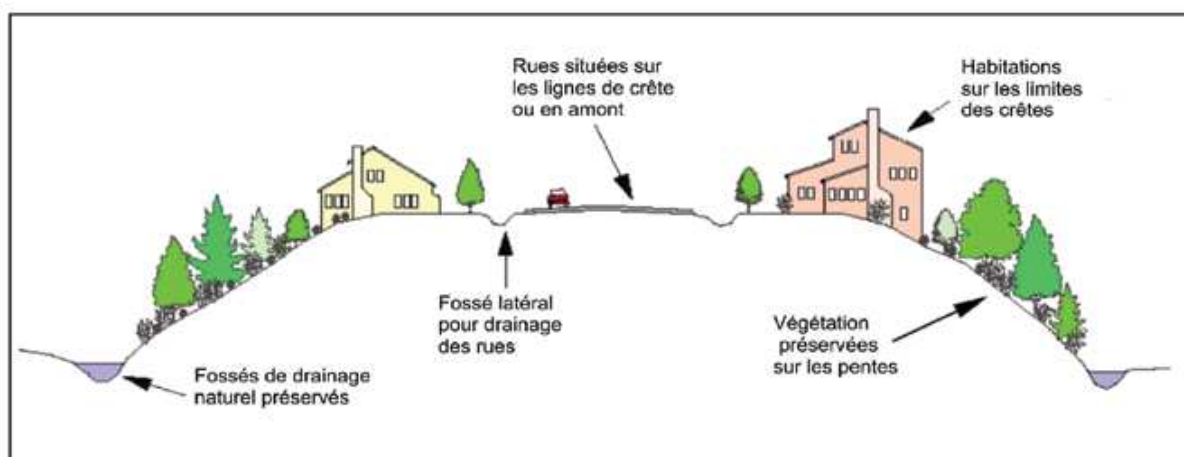 Rues situées sur
les lignes de crête
ou en amont
Habitations
sur les limites
des crêtes
Fossé latéral
pour drainage
des rues
Végétation
préservées
sur les pentes
Fossés de drainage
naturel préservés